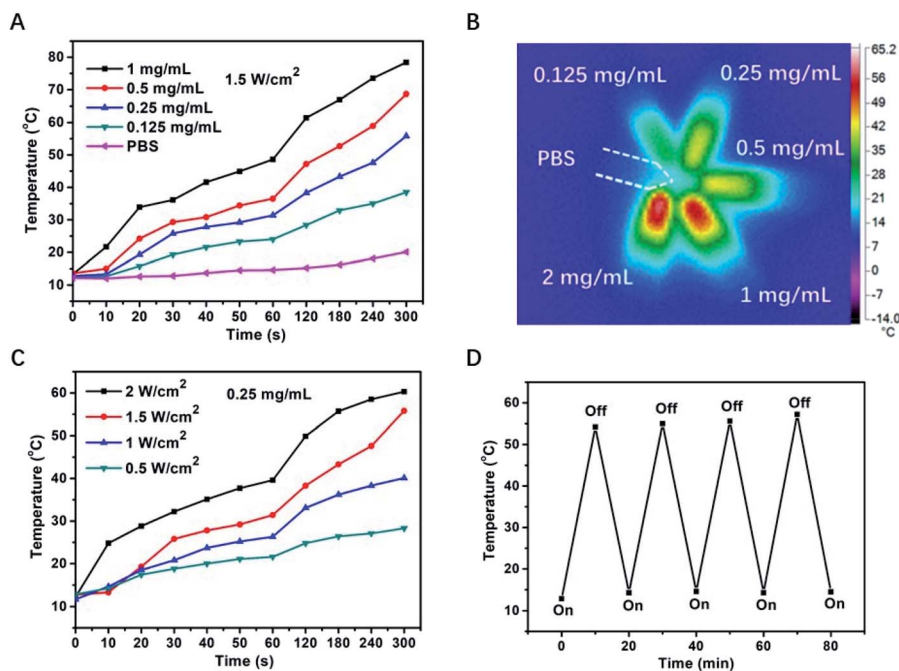 A
Temperature (°C)
80
70
60
50
40
30
20
10
1 mg/mL
0.5 mg/mL
0.25 mg/mL
0.125 mg/mL
PBS
1.5 W/cm²
0 10 20 30 40 50 60 120 180 240 300
Time (s)
B
0.125 mg/mL
0.25 mg/mL
PBS
0.5 mg/mL
2 mg/mL
1 mg/mL
65.2
56
49
42
35
28
21
14
7
0
-7
-14.0
°C
C
Temperature (°C)
60
50
40
30
20
10
2 W/cm²
1.5 W/cm²
1 W/cm²
0.5 W/cm²
0.25 mg/mL
0 10 20 30 40 50 60 120 180 240 300
Time (s)
D
Temperature (°C)
60
50
40
30
20
10
Off Off Off Off
On On On On On
0 20 40 60 80
Time (min)